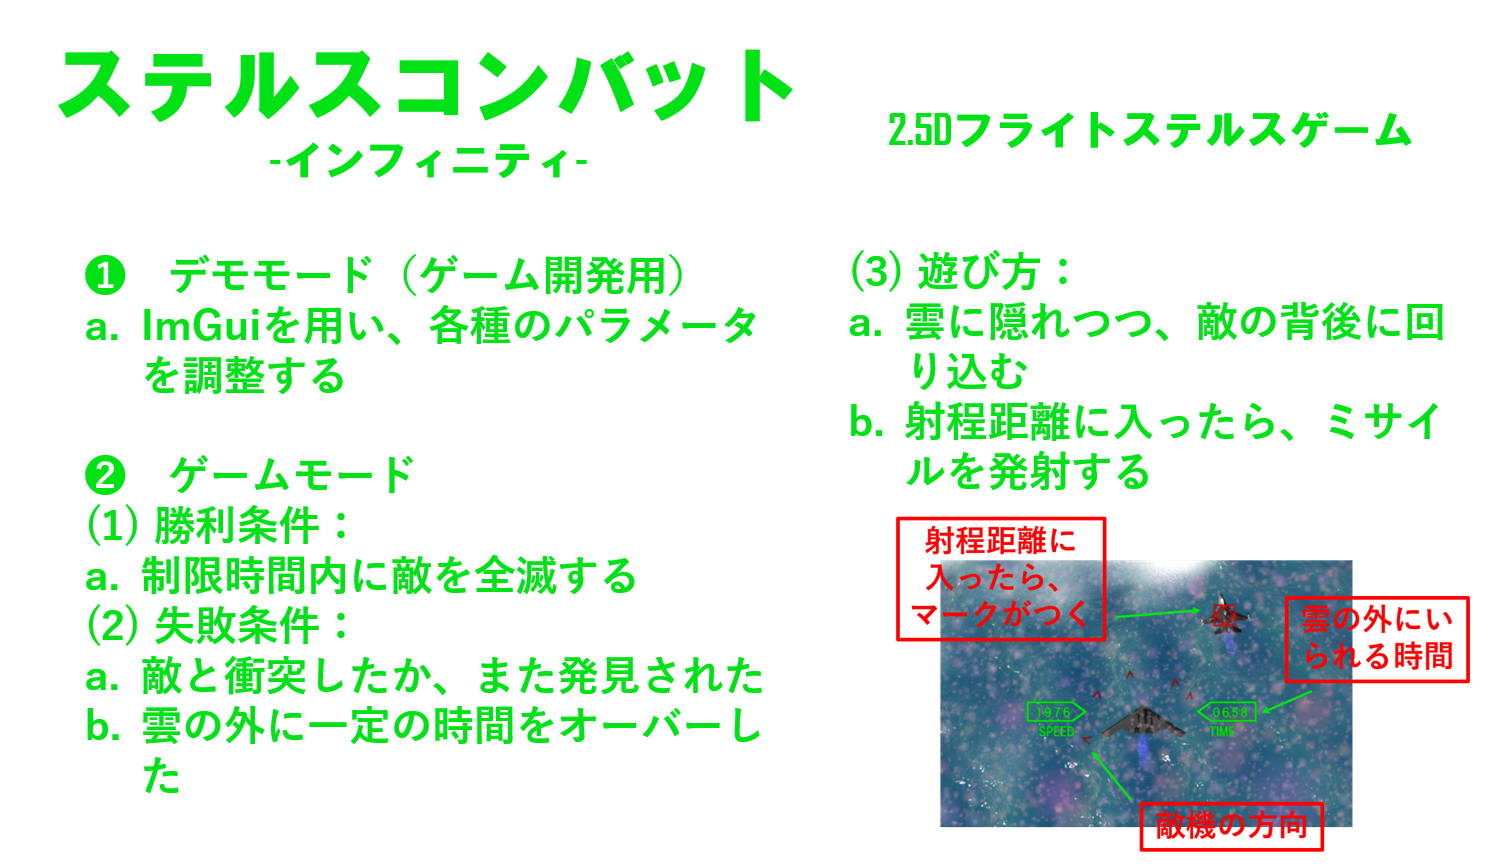 ステルスコンバット
-インフィニティ-
2.5Dフライトステルスゲーム
❶ デモモード（ゲーム開発用）
a. ImGuiを用い、各種のパラメータ
を調整する
❷ ゲームモード
(1) 勝利条件：
a. 制限時間内に敵を全滅する
(2) 失敗条件：
a. 敵と衝突したか、また発見された
b. 雲の外に一定の時間をオーバーし
た
(3) 遊び方：
a. 雲に隠れつつ、敵の背後に回
り込む
b. 射程距離に入ったら、ミサイ
ルを発射する
射程距離に
入ったら、
マークがつく
雲の外にい
られる時間
1976
SPEED
0658
TIME
敵機の方向